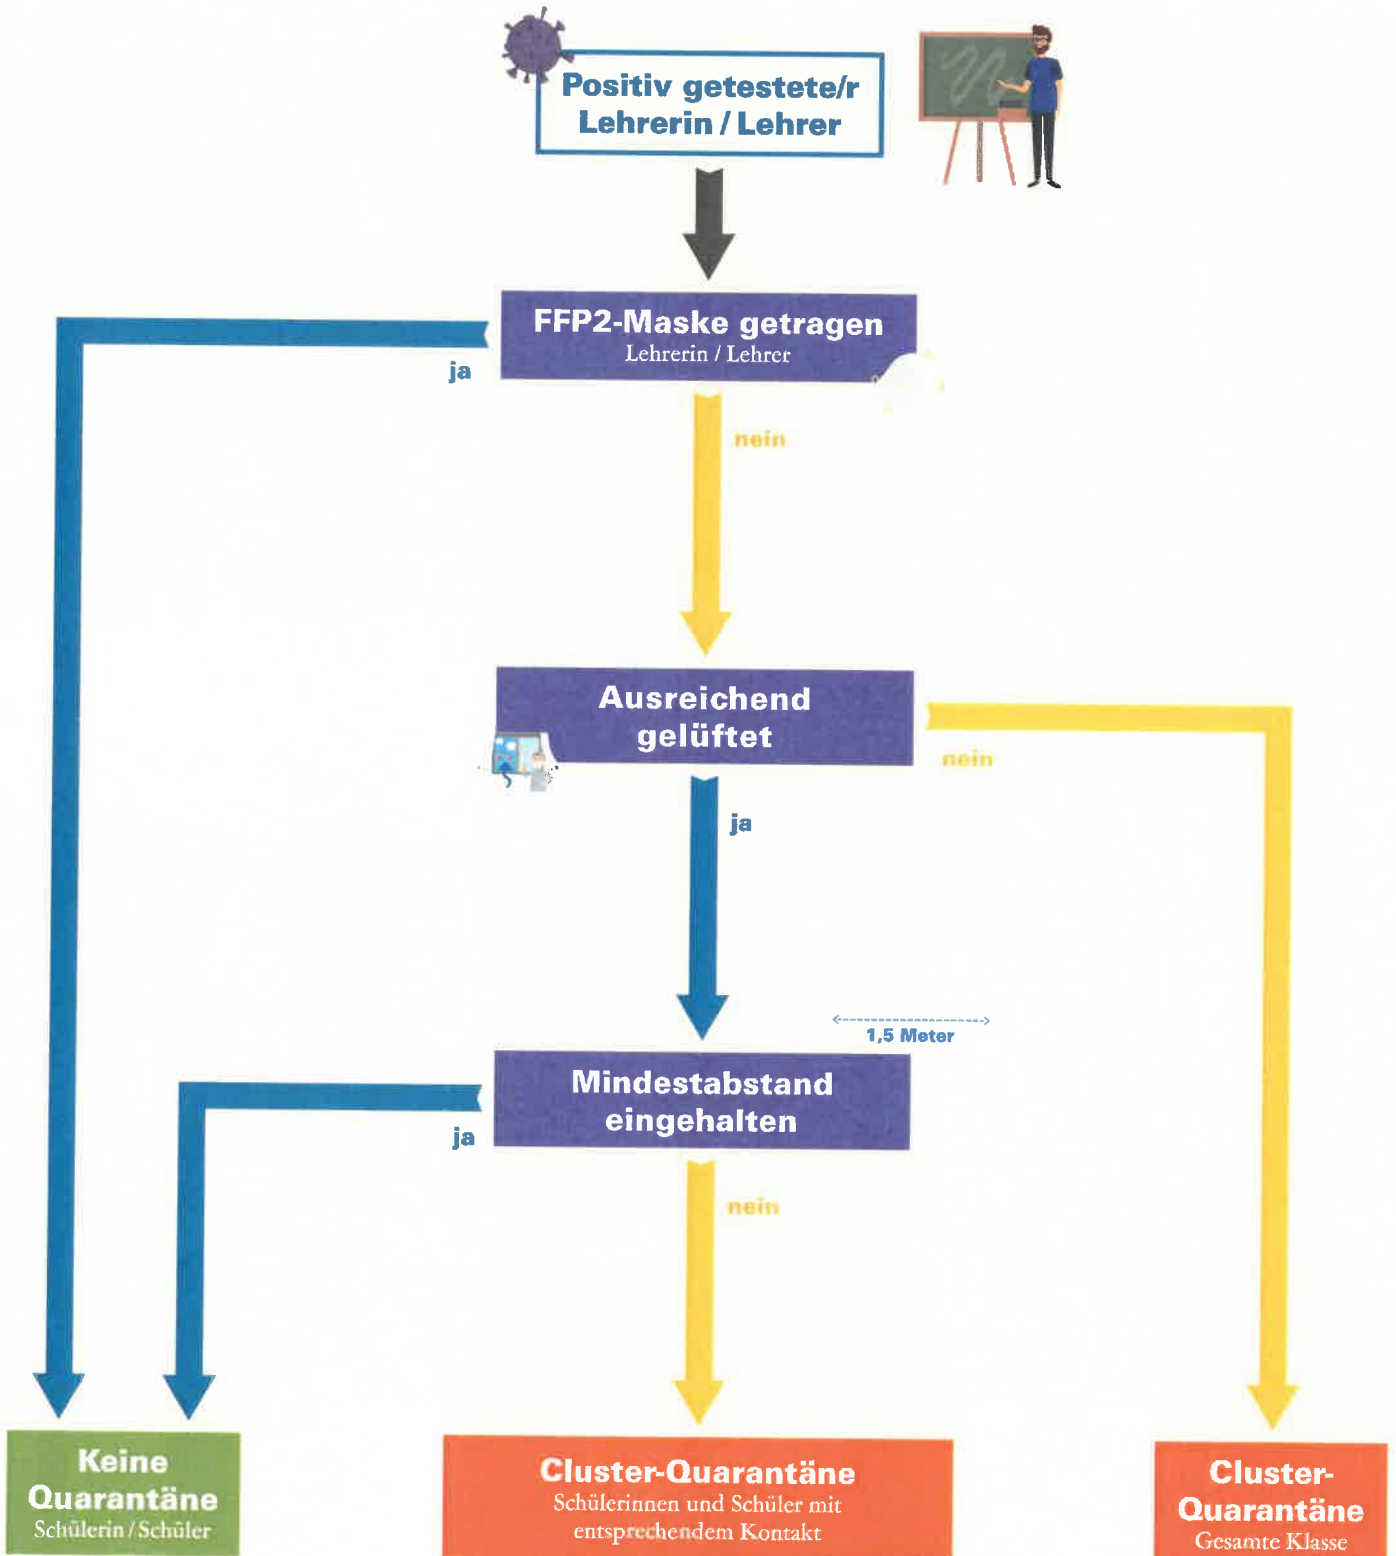 Positiv getestete/r
Lehrerin / Lehrer
FFP2-Maske getragen
Lehrerin / Lehrer
ja
nein
Ausreichend
gelüftet
nein
ja
1,5 Meter
Mindestabstand
eingehalten
ja
nein
Keine
Quarantäne
Schülerin / Schüler
Cluster-Quarantäne
Schülerinnen und Schüler mit
entsprechendem Kontakt
Cluster-
Quarantäne
Gesamte Klasse